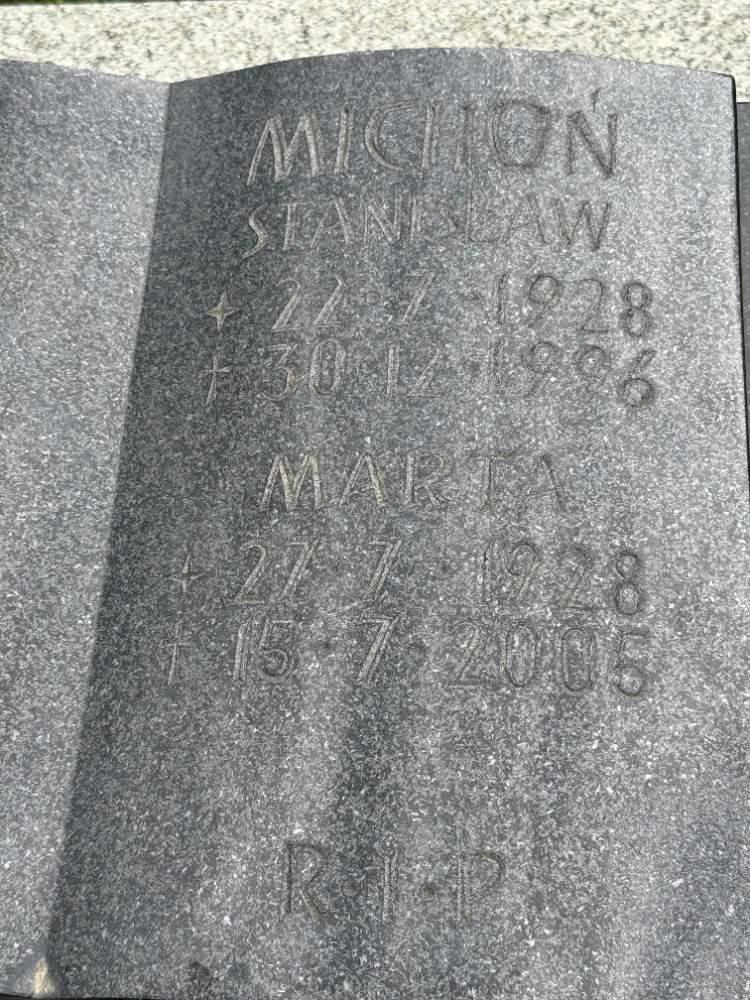 MICHOŃ
STANISŁAW
✦ 22·7·1928
† 30·12·1996
MARTA
✦ 27·7·1928
† 15·7·2005
R·I·P